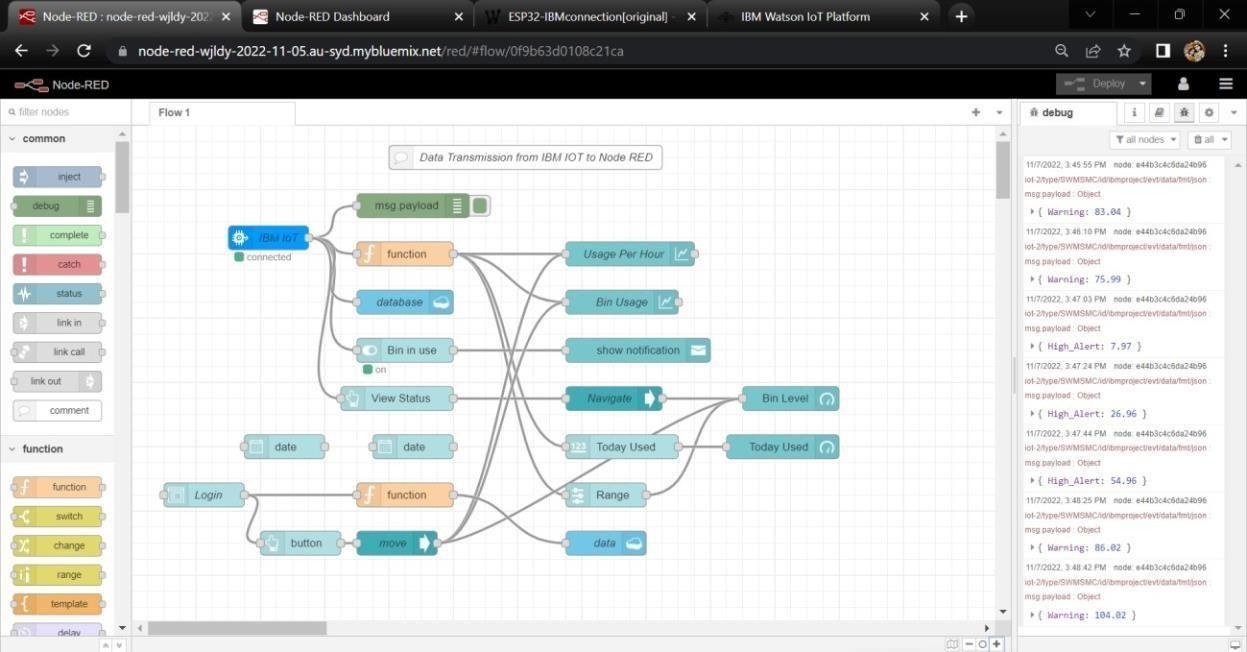 Node-RED : node-red-wjldy-2022
Node-RED Dashboard
ESP32-IBMconnection[original] -
IBM Watson IoT Platform
node-red-wjldy-2022-11-05.au-syd.mybluemix.net/red/#flow/0f9b63d0108c21ca
Node-RED
Deploy
filter nodes
common
inject
debug
complete
catch
status
link in
link call
link out
comment
function
function
switch
change
range
template
delay
Flow 1
Data Transmission from IBM IOT to Node RED
msg.payload
IBM IoT
connected
function
Usage Per Hour
database
Bin Usage
Bin in use
on
show notification
View Status
Navigate
Bin Level
date
date
123
Today Used
Today Used
Login
function
Range
button
move
data
debug
i
all nodes
all
11/7/2022, 3:45:55 PM node: e44b3c4c6da24b96
iot-2/type/SWMSMC/id/ibmproject/evt/data/fmt/json :
msg.payload : Object
{ Warning: 83.04 }
11/7/2022, 3:46:10 PM node: e44b3c4c6da24b96
iot-2/type/SWMSMC/id/ibmproject/evt/data/fmt/json :
msg.payload : Object
{ Warning: 75.99 }
11/7/2022, 3:47:03 PM node: e44b3c4c6da24b96
iot-2/type/SWMSMC/id/ibmproject/evt/data/fmt/json :
msg.payload : Object
{ High_Alert: 7.97 }
11/7/2022, 3:47:24 PM node: e44b3c4c6da24b96
iot-2/type/SWMSMC/id/ibmproject/evt/data/fmt/json :
msg.payload : Object
{ High_Alert: 26.96 }
11/7/2022, 3:47:44 PM node: e44b3c4c6da24b96
iot-2/type/SWMSMC/id/ibmproject/evt/data/fmt/json :
msg.payload : Object
{ High_Alert: 54.96 }
11/7/2022, 3:48:25 PM node: e44b3c4c6da24b96
iot-2/type/SWMSMC/id/ibmproject/evt/data/fmt/json :
msg.payload : Object
{ Warning: 86.02 }
11/7/2022, 3:48:42 PM node: e44b3c4c6da24b96
iot-2/type/SWMSMC/id/ibmproject/evt/data/fmt/json :
msg.payload : Object
{ Warning: 104.02 }